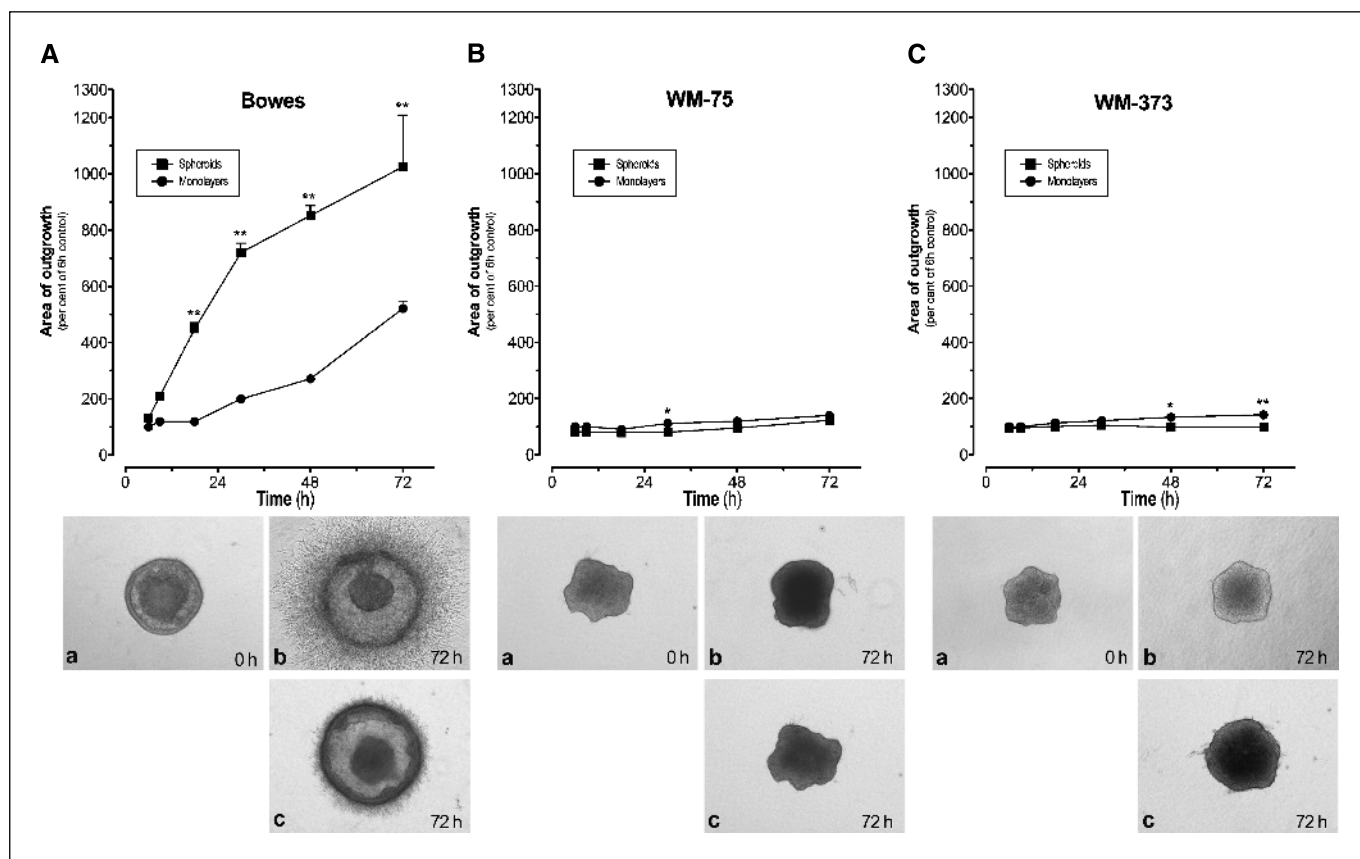 A
Bowes
Area of outgrowth
(per cent of 6h control)
1300
1200
1000
800
600
400
200
0
Spheroids
Monolayers
**
**
**
**
**
0
24
48
72
Time (h)
a
0 h
b
72 h
c
72 h
B
WM-75
Area of outgrowth
(per cent of 6h control)
1300
1200
1000
800
600
400
200
0
Spheroids
Monolayers
*
0
24
48
72
Time (h)
a
0 h
b
72 h
c
72 h
C
WM-373
Area of outgrowth
(per cent of 6h control)
1300
1200
1000
800
600
400
200
0
Spheroids
Monolayers
*
**
0
24
48
72
Time (h)
a
0 h
b
72 h
c
72 h